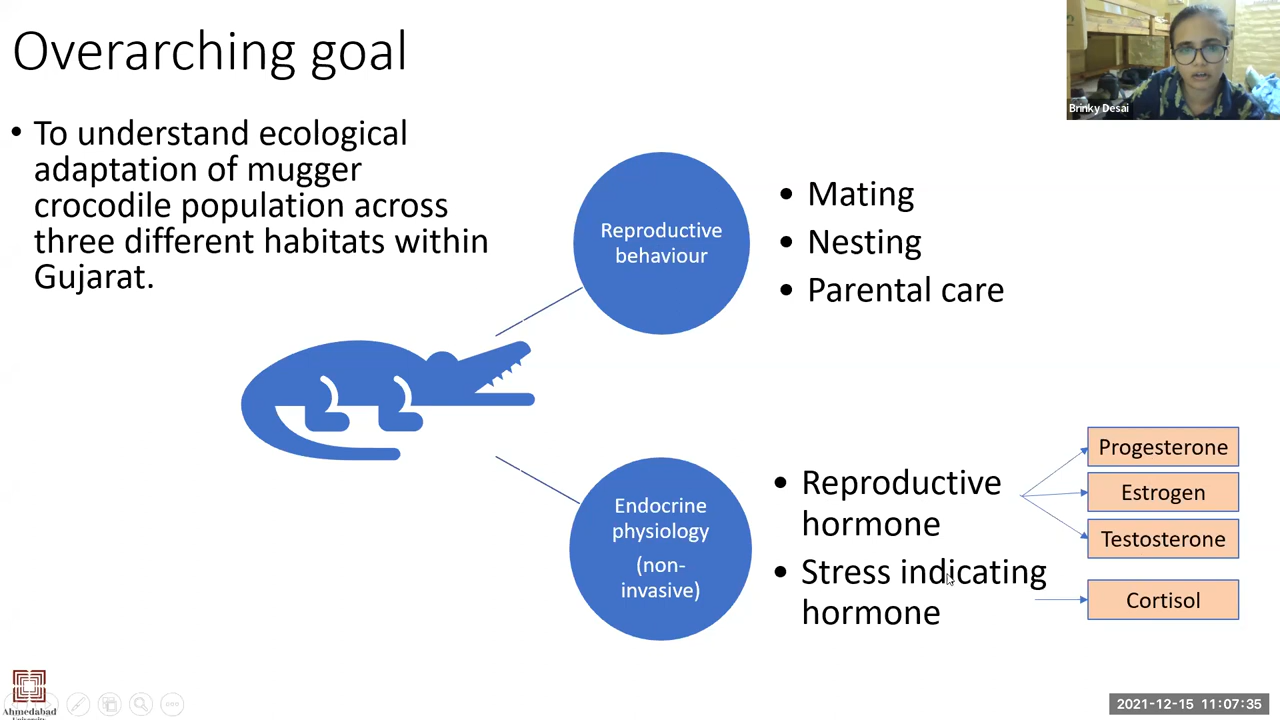 Overarching goal
Brinky Desai
• To understand ecological
adaptation of mugger
crocodile population across
three different habitats within
Gujarat.
Reproductive
behaviour
• Mating
• Nesting
• Parental care
Endocrine
physiology
(non-
invasive)
• Reproductive
hormone
• Stress indicating
hormone
Progesterone
Estrogen
Testosterone
Cortisol
Ahmedabad
University
2021-12-15 11:07:35